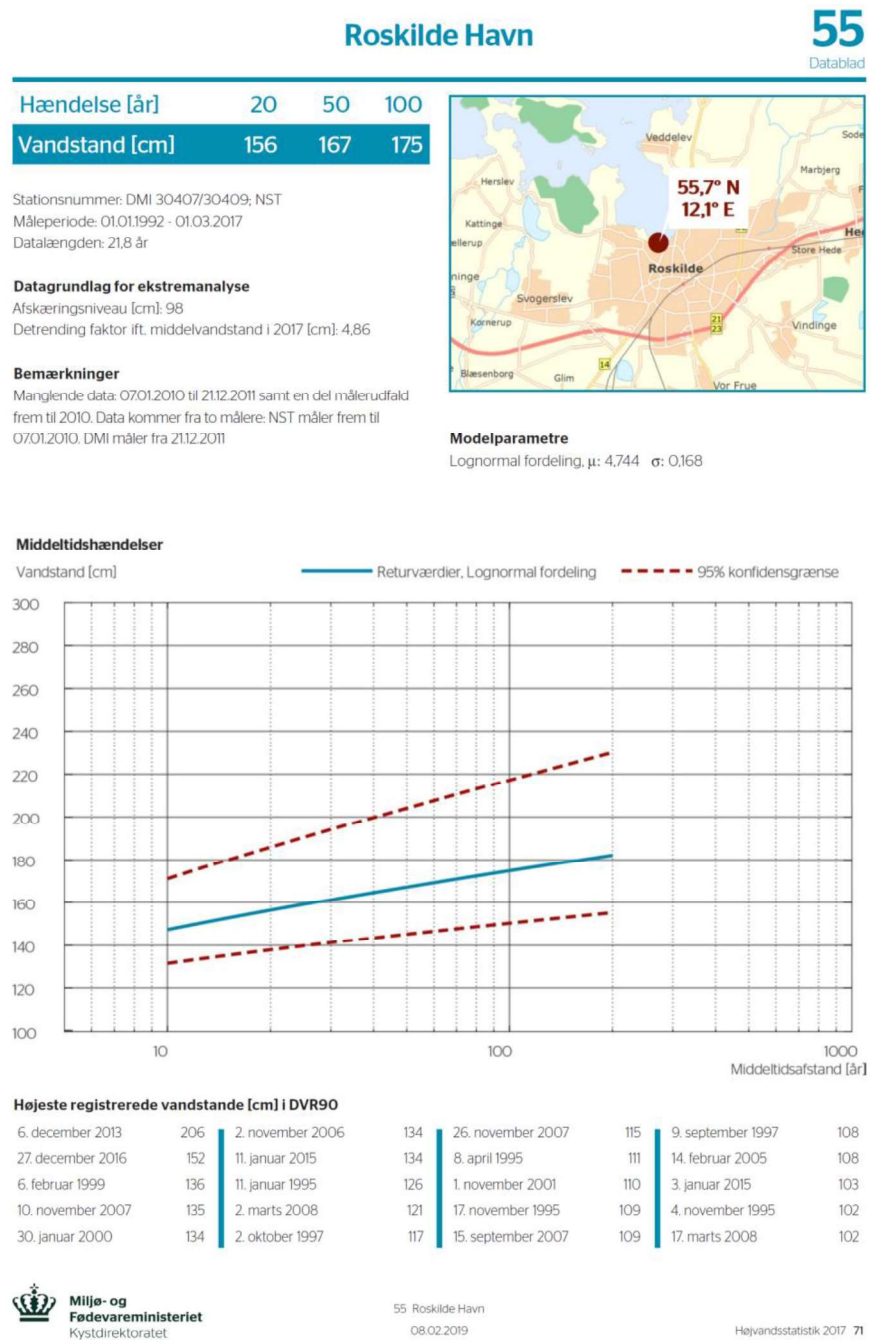 Roskilde Havn
55
Datablad
Hændelse [år] 20 50 100
Vandstand [cm] 156 167 175
Stationsnummer: DMI 30407/30409; NST
Måleperiode: 01.01.1992 - 01.03.2017
Datalængden: 21,8 år
Datagrundlag for ekstremanalyse
Afskæringsniveau [cm]: 98
Detrending faktor ift. middelvandstand i 2017 [cm]: 4,86
Bemærkninger
Manglende data: 07.01.2010 til 21.12.2011 samt en del målerudfald
frem til 2010. Data kommer fra to målere: NST måler frem til
07.01.2010. DMI måler fra 21.12.2011
Veddelev
Marbjerg
Herslev
55,7° N
12,1° E
Kattinge
Store Hede
Roskilde
Svogerslev
21
23
Kornerup
Vindinge
14
Blæsenborg
Glim
Vor Frue
Modelparametre
Lognormal fordeling, μ: 4,744 σ: 0,168
Middeltidshændelser
Vandstand [cm]
Returværdier, Lognormal fordeling
95% konfidensgrænse
300
280
260
240
220
200
180
160
140
120
100
10 100 1000
Middeltidsafstand [år]
Højeste registrerede vandstande [cm] i DVR90
6. december 2013 206 2. november 2006 134 26. november 2007 115 9. september 1997 108
27. december 2016 152 11. januar 2015 134 8. april 1995 111 14. februar 2005 108
6. februar 1999 136 11. januar 1995 126 1. november 2001 110 3. januar 2015 103
10. november 2007 135 2. marts 2008 121 17. november 1995 109 4. november 1995 102
30. januar 2000 134 2. oktober 1997 117 15. september 2007 109 17. marts 2008 102
Miljø- og
Fødevareministeriet
Kystdirektoratet
55 Roskilde Havn
08.02.2019
Højvandsstatistik 2017 71